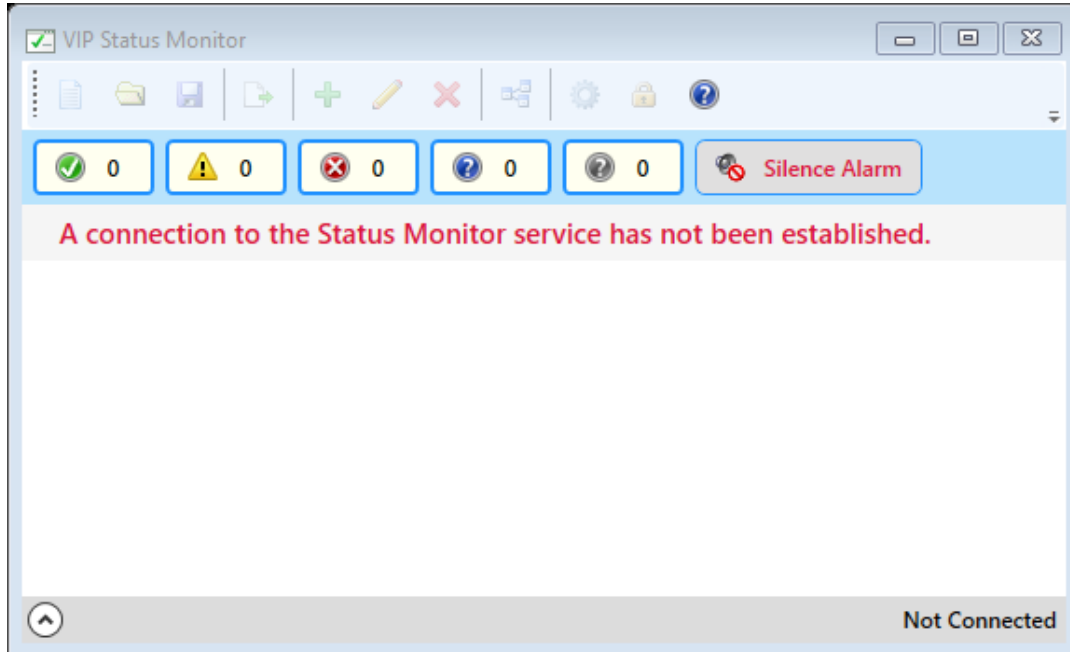 VIP Status Monitor
0 0 0 0 0 Silence Alarm
A connection to the Status Monitor service has not been established.
Not Connected